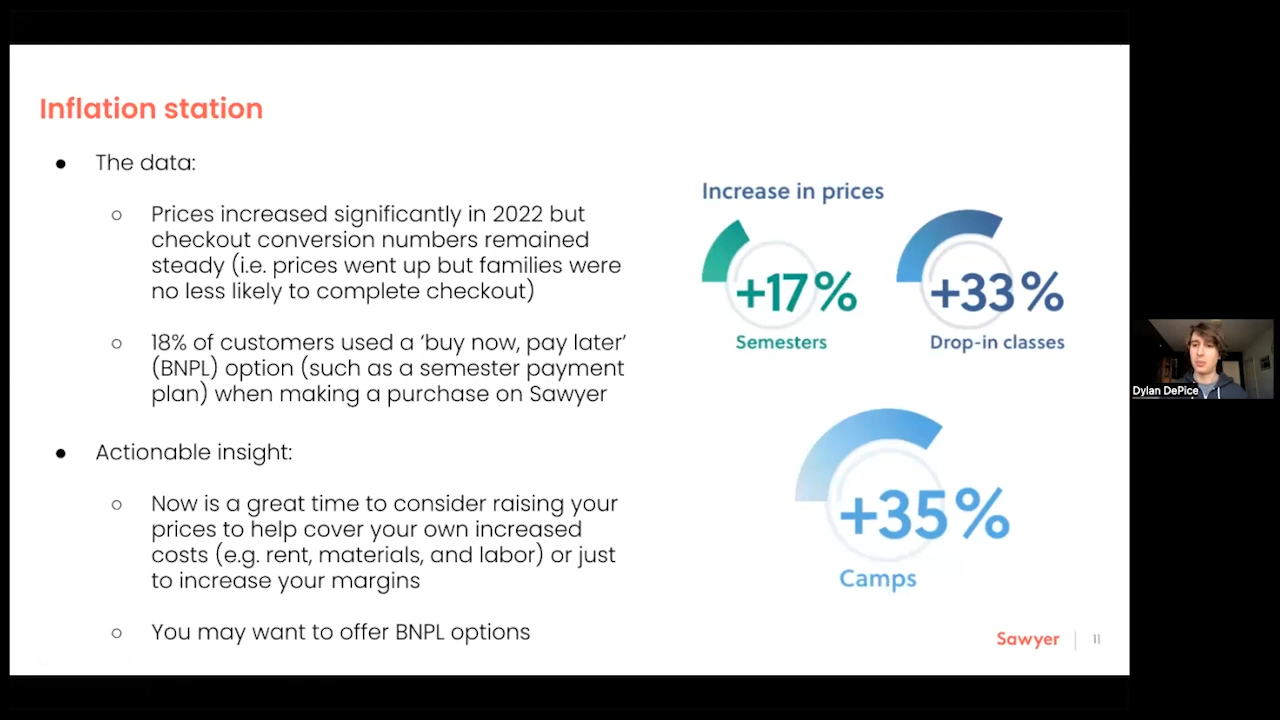 Inflation station
● The data:
○ Prices increased significantly in 2022 but
checkout conversion numbers remained
steady (i.e. prices went up but families were
no less likely to complete checkout)
○ 18% of customers used a ‘buy now, pay later’
(BNPL) option (such as a semester payment
plan) when making a purchase on Sawyer
● Actionable insight:
○ Now is a great time to consider raising your
prices to help cover your own increased
costs (e.g. rent, materials, and labor) or just
to increase your margins
○ You may want to offer BNPL options
Increase in prices
+17%
Semesters
+33%
Drop-in classes
+35%
Camps
Sawyer
11
Dylan DePice